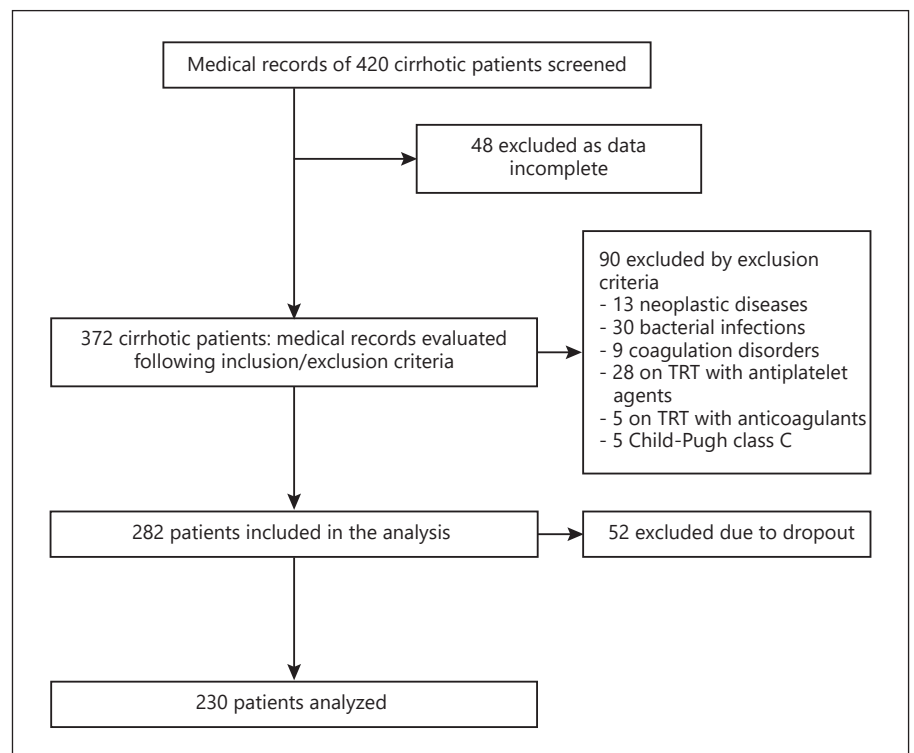 Medical records of 420 cirrhotic patients screened
48 excluded as data
incomplete
90 excluded by exclusion
criteria
- 13 neoplastic diseases
- 30 bacterial infections
- 9 coagulation disorders
- 28 on TRT with antiplatelet
agents
- 5 on TRT with anticoagulants
- 5 Child-Pugh class C
372 cirrhotic patients: medical records evaluated
following inclusion/exclusion criteria
282 patients included in the analysis
52 excluded due to dropout
230 patients analyzed